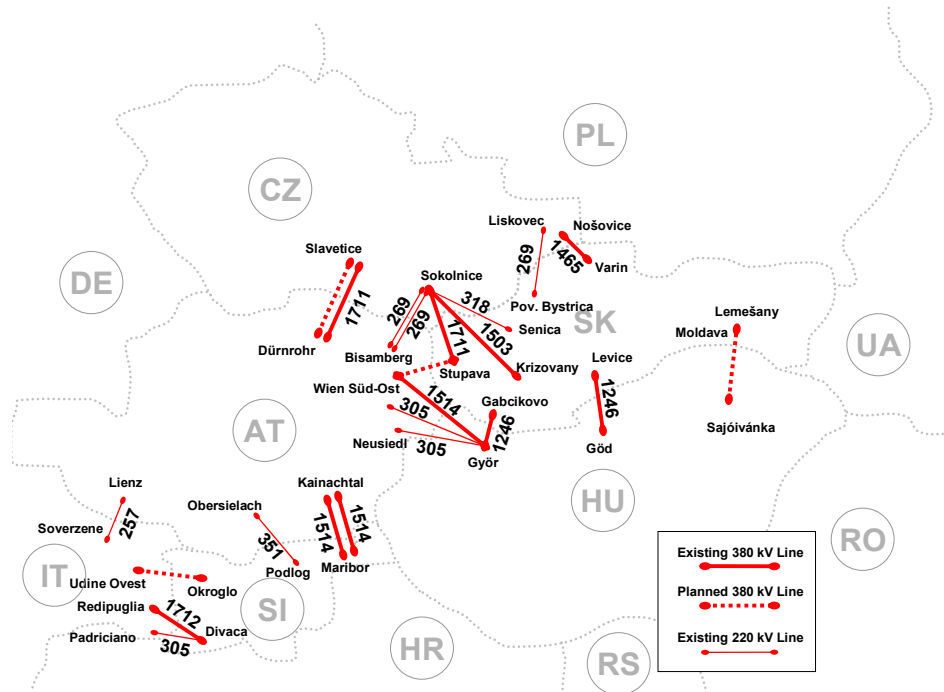 PL
CZ
Liskovec
Nošovice
Slavetice
269
1465
Varin
DE
Sokolnice
1711
269
269
318
Pov. Bystrica
Senica
SK
Lemešany
Moldava
UA
Dürnrohr
Bisamberg
1711
1503
Stupava
Krizovany
Levice
Wien Süd-Ost
1514
305
Gabcikovo
1246
1246
Sajóivánka
AT
Neusiedl
305
Györ
Göd
Lienz
Kainachtal
HU
Obersielach
257
Soverzene
1514
1514
351
Maribor
Podlog
RO
IT
Udine Ovest
Okroglo
SI
Redipuglia
1712
Divaca
Padriciano
305
HR
RS
Existing 380 kV Line
Planned 380 kV Line
Existing 220 kV Line